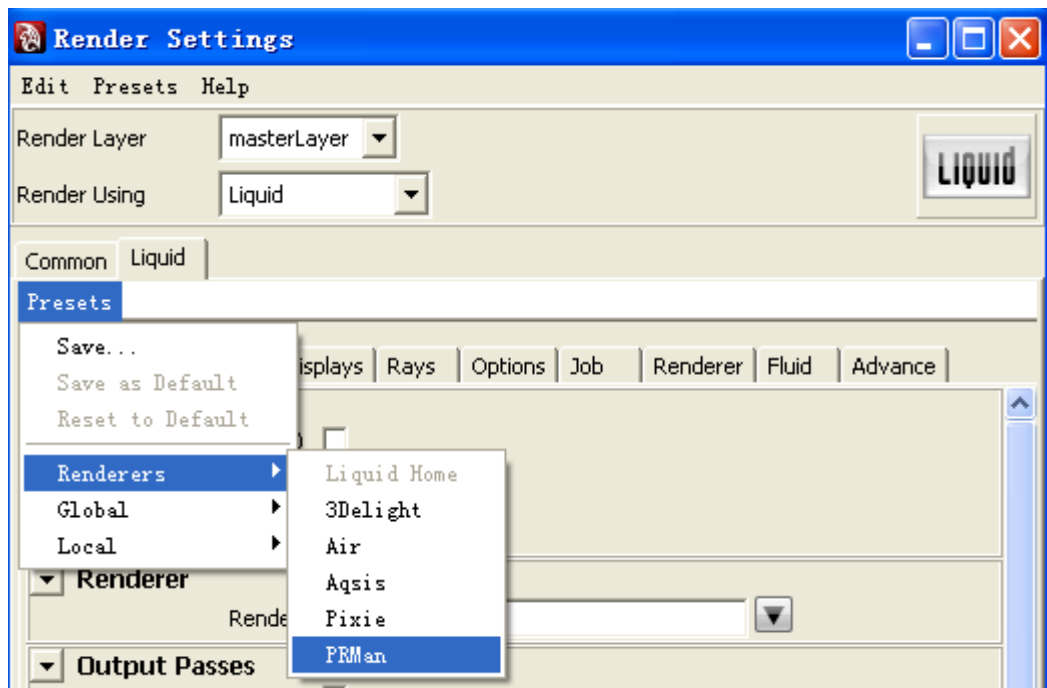 Render Settings
Edit Presets Help
Render Layer masterLayer
Render Using Liquid
LIQUID
Common Liquid
Presets
Save...
isplays Rays Options Job Renderer Fluid Advance
Save as Default
Reset to Default
Renderers
Global
Local
Liquid Home
3Delight
Air
Aqsis
Pixie
PRMan
Renderer
Rende
Output Passes